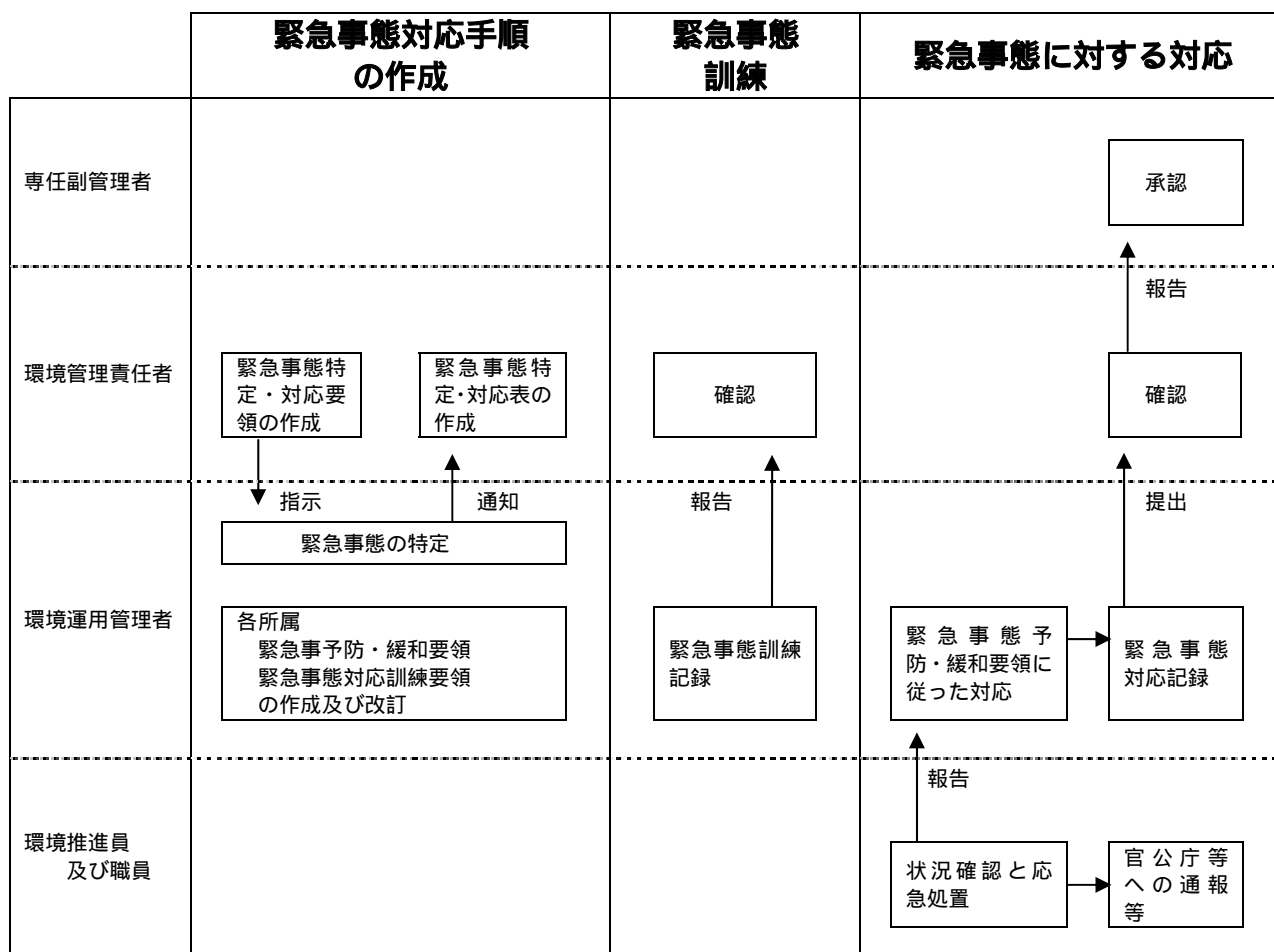 緊急事態対応手順
の作成
緊急事態
訓練
緊急事態に対する対応
専任副管理者
承認
報告
環境管理責任者
緊急事態特
定・対応要
領の作成
緊急事態特
定・対応表の
作成
確認
確認
指示
通知
報告
提出
緊急事態の特定
環境運用管理者
各所属
緊急事予防・緩和要領
緊急事態対応訓練要領
の作成及び改訂
緊急事態訓練
記録
緊急事態予
防・緩和要領に
従った対応
緊急事態
対応記録
報告
環境推進員
及び職員
状況確認と応
急処置
官公庁等
への通報
等